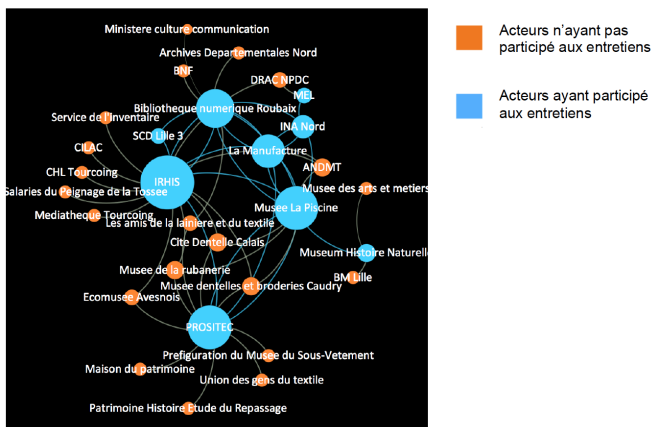 Ministere culture communication
Archives Departementales Nord
BNF
DRAC NPDC
MEL
Bibliotheque numerique Roubaix
Service de l'Inventaire
INA Nord
SCD Lille 3
CILAC
La Manufacture
CHL Tourcoing
ANDMT
IRHIS
Musee des arts et metiers
Salaries du Peignage de la Tossee
Musee La Piscine
Mediatheque Tourcoing
Les amis de la lainiere et du textile
Cite Dentelle Calais
Museum Histoire Naturelle
Musee de la rubanerie
BM Lille
Musee dentelles et broderies Caudry
Ecomusee Avesnois
PROSITEC
Prefiguration du Musee du Sous-Vetement
Maison du patrimoine
Union des gens du textile
Patrimoine Histoire Etude du Repassage
Acteurs n'ayant pas
participé aux entretiens
Acteurs ayant participé
aux entretiens